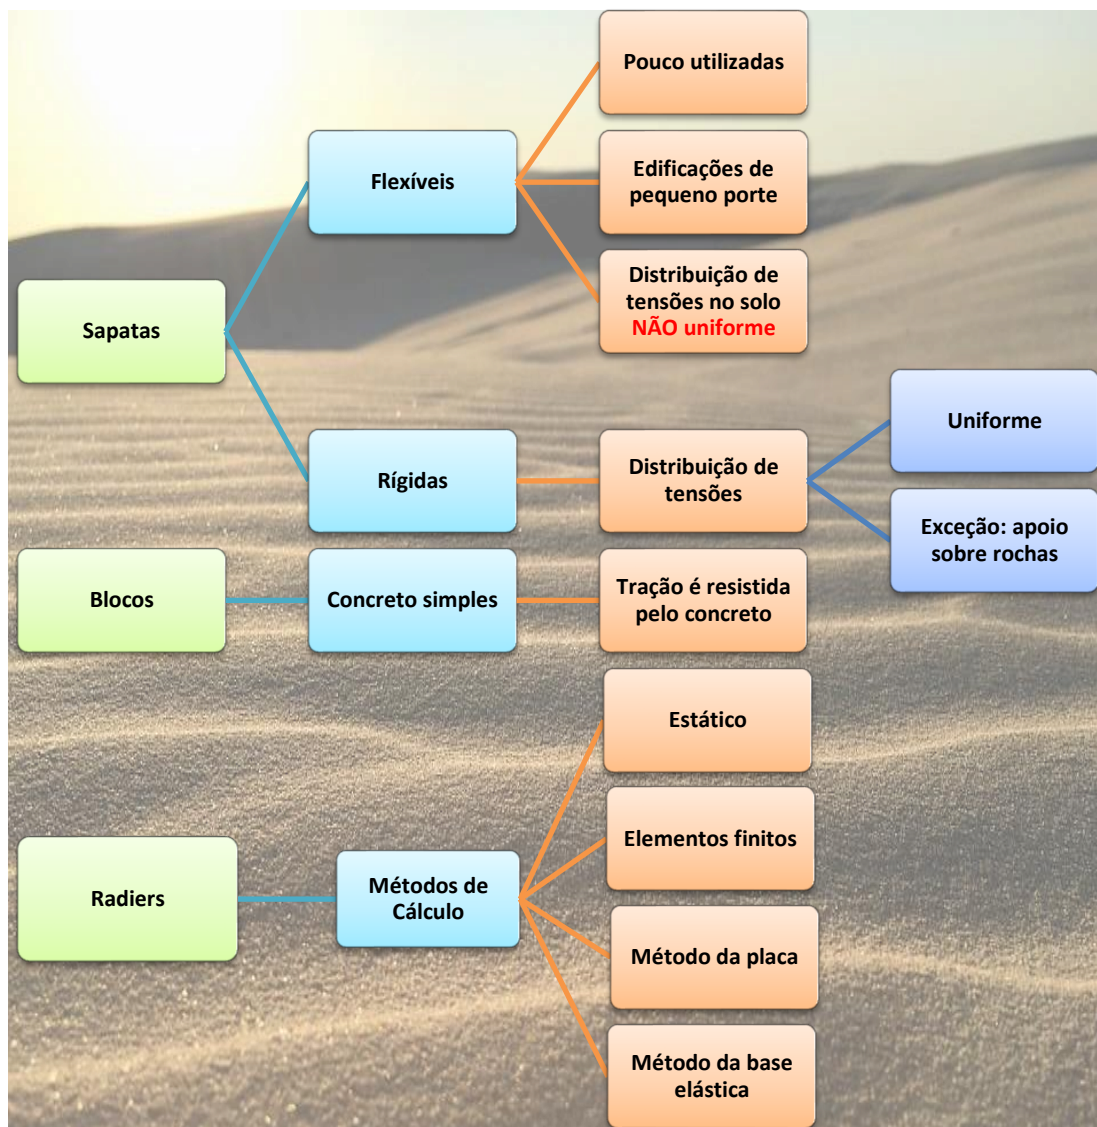 Sapatas
Flexíveis
Pouco utilizadas
Edificações de
pequeno porte
Distribuição de
tensões no solo
NÃO uniforme
Rígidas
Distribuição de
tensões
Uniforme
Exceção: apoio
sobre rochas
Blocos
Concreto simples
Tração é resistida
pelo concreto
Radiers
Métodos de
Cálculo
Estático
Elementos finitos
Método da placa
Método da base
elástica